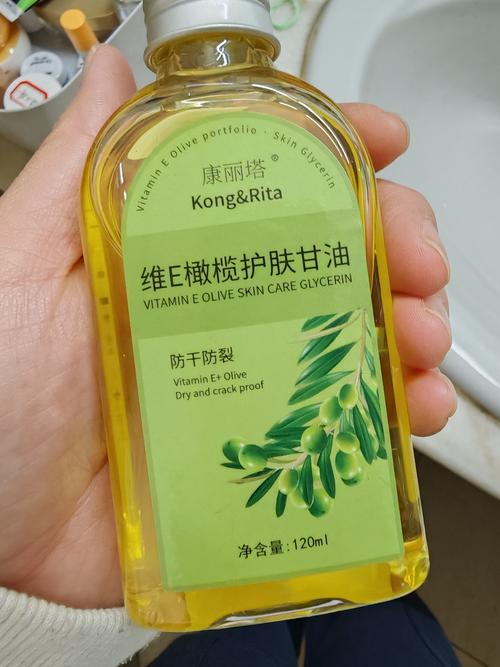 Vitamin E Olive portfolio · Skin Glycerin
康丽塔®
Kong&Rita
维E橄榄护肤甘油
VITAMIN E OLIVE SKIN CARE GLYCERIN
防干防裂
Vitamin E+ Olive
Dry and crack proof
净含量:120ml